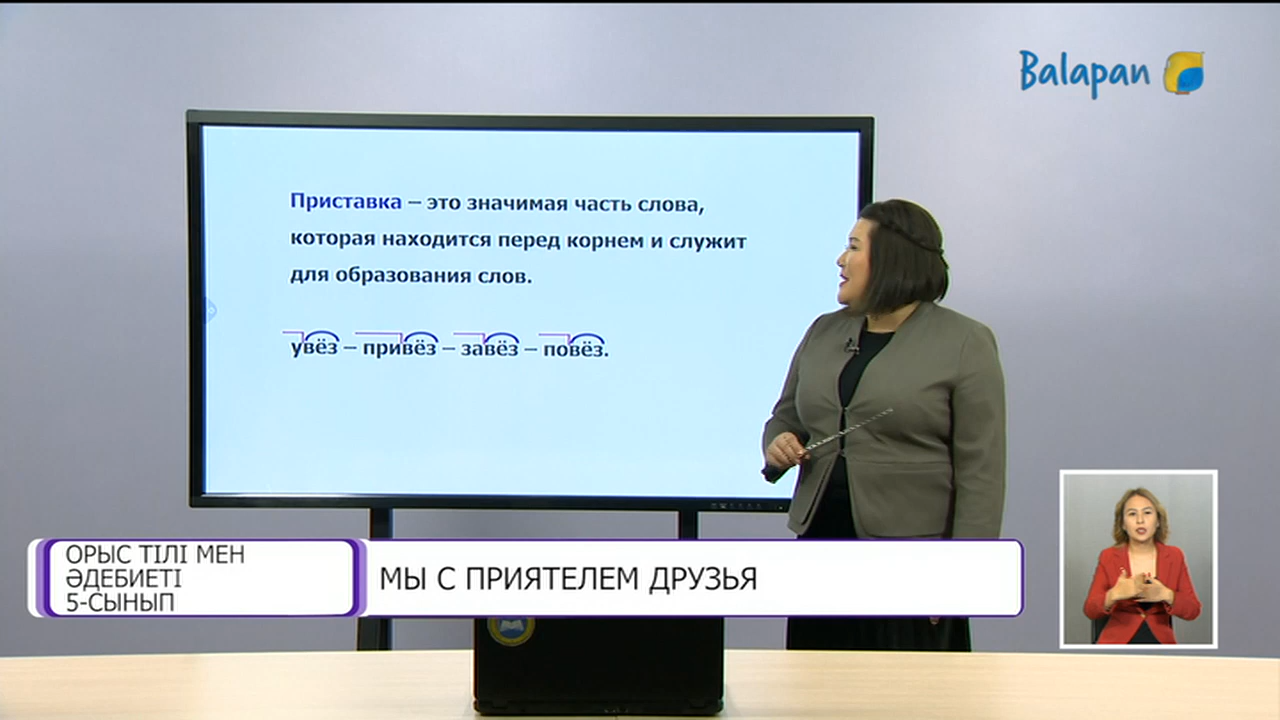 Balapan
Приставка – это значимая часть слова,
которая находится перед корнем и служит
для образования слов.
увёз – привёз – завёз – повёз.
ОРЫС ТІЛІ МЕН
ӘДЕБИЕТІ
5-СЫНЫП
МЫ С ПРИЯТЕЛЕМ ДРУЗЬЯ